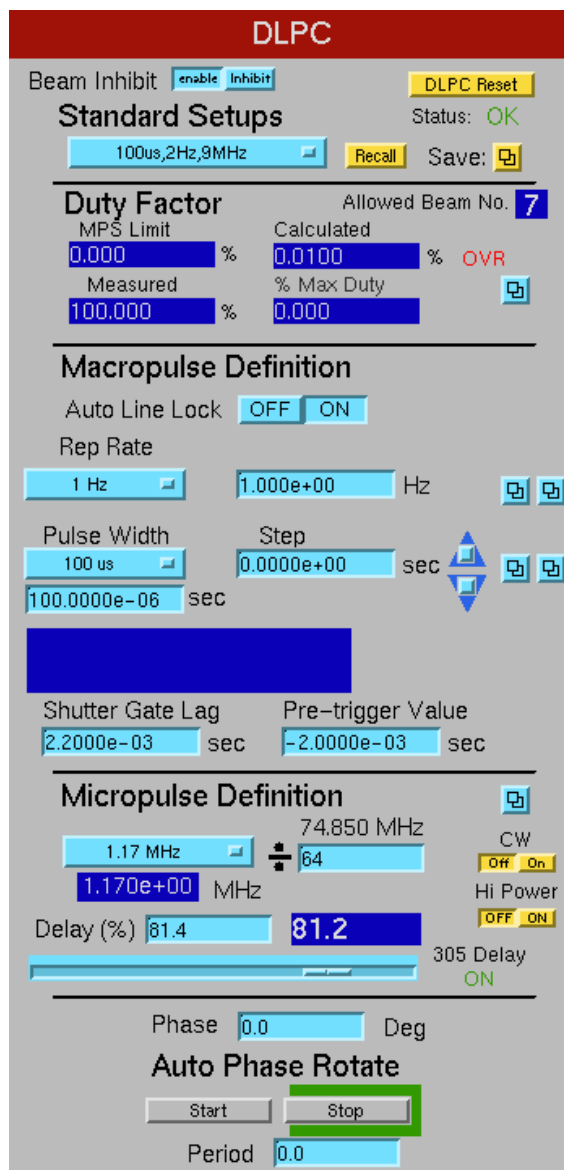 DLPC
Beam Inhibit enable Inhibit
DLPC Reset
Standard Setups
Status: OK
100us,2Hz,9MHz Recall Save:
Duty Factor Allowed Beam No. 7
MPS Limit Calculated
0.000 % 0.0100 % OVR
Measured % Max Duty
100.000 % 0.000
Macropulse Definition
Auto Line Lock OFF ON
Rep Rate
1 Hz 1.000e+00 Hz
Pulse Width Step
100 us 0.0000e+00 sec
100.0000e-06 sec
Shutter Gate Lag Pre-trigger Value
2.2000e-03 sec -2.0000e-03 sec
Micropulse Definition
74.850 MHz CW
1.17 MHz ÷ 64 Off On
1.170e+00 MHz Hi Power
OFF ON
Delay (%) 81.4 81.2
305 Delay
ON
Phase 0.0 Deg
Auto Phase Rotate
Start Stop
Period 0.0